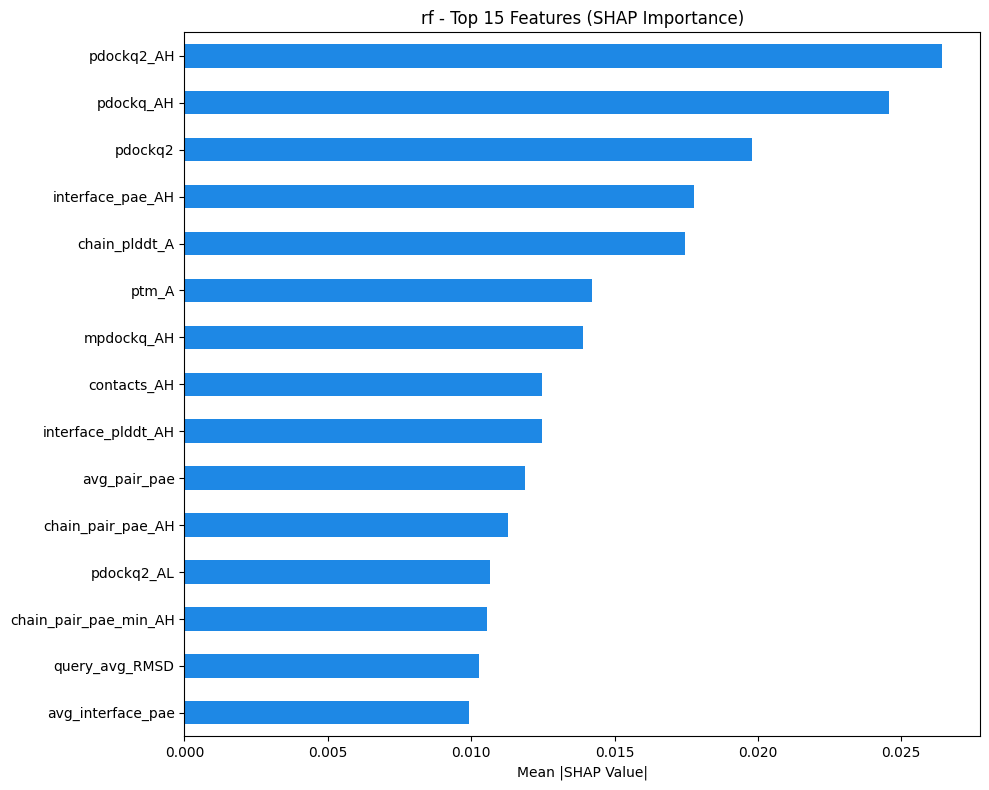 rf - Top 15 Features (SHAP Importance)
pdockq2_AH
pdockq_AH
pdockq2
interface_pae_AH
chain_plddt_A
ptm_A
mpdockq_AH
contacts_AH
interface_plddt_AH
avg_pair_pae
chain_pair_pae_AH
pdockq2_AL
chain_pair_pae_min_AH
query_avg_RMSD
avg_interface_pae
0.000 0.005 0.010 0.015 0.020 0.025
Mean |SHAP Value|